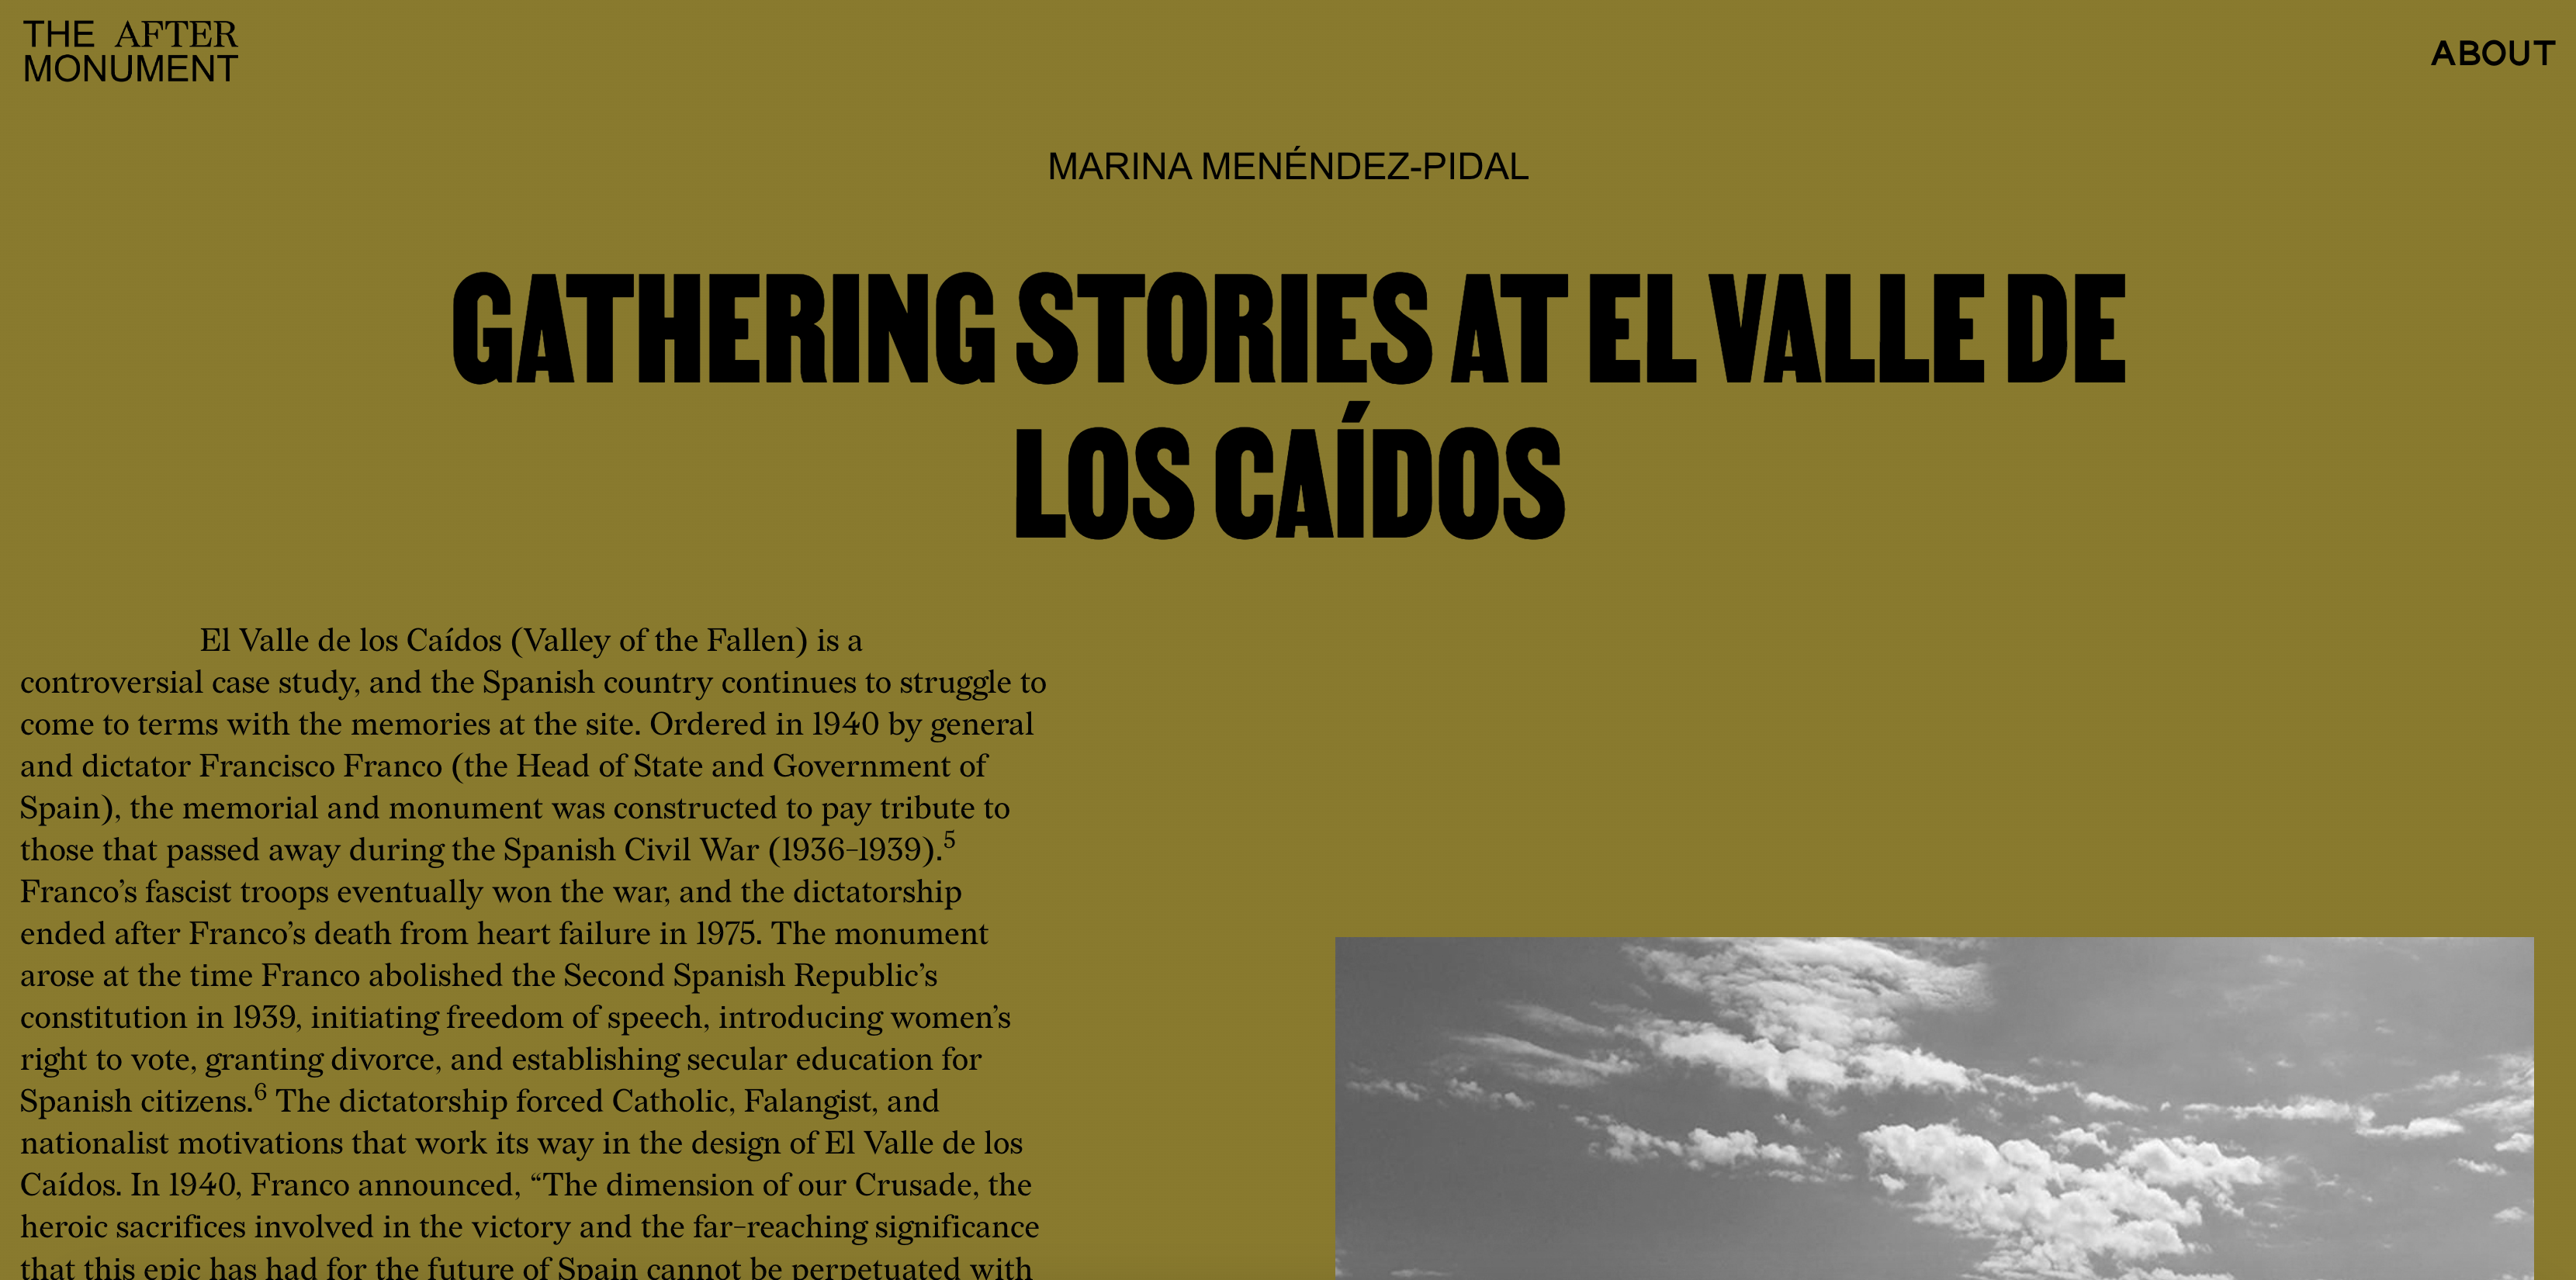 THE AFTER
MONUMENT
ABOUT
MARINA MENÉNDEZ-PIDAL
GATHERING STORIES AT EL VALLE DE
LOS CAÍDOS
El Valle de los Caídos (Valley of the Fallen) is a
controversial case study, and the Spanish country continues to struggle to
come to terms with the memories at the site. Ordered in 1940 by general
and dictator Francisco Franco (the Head of State and Government of
Spain), the memorial and monument was constructed to pay tribute to
those that passed away during the Spanish Civil War (1936–1939).5
Franco’s fascist troops eventually won the war, and the dictatorship
ended after Franco’s death from heart failure in 1975. The monument
arose at the time Franco abolished the Second Spanish Republic’s
constitution in 1939, initiating freedom of speech, introducing women’s
right to vote, granting divorce, and establishing secular education for
Spanish citizens.6 The dictatorship forced Catholic, Falangist, and
nationalist motivations that work its way in the design of El Valle de los
Caídos. In 1940, Franco announced, “The dimension of our Crusade, the
heroic sacrifices involved in the victory and the far-reaching significance
that this epic has had for the future of Spain cannot be perpetuated with